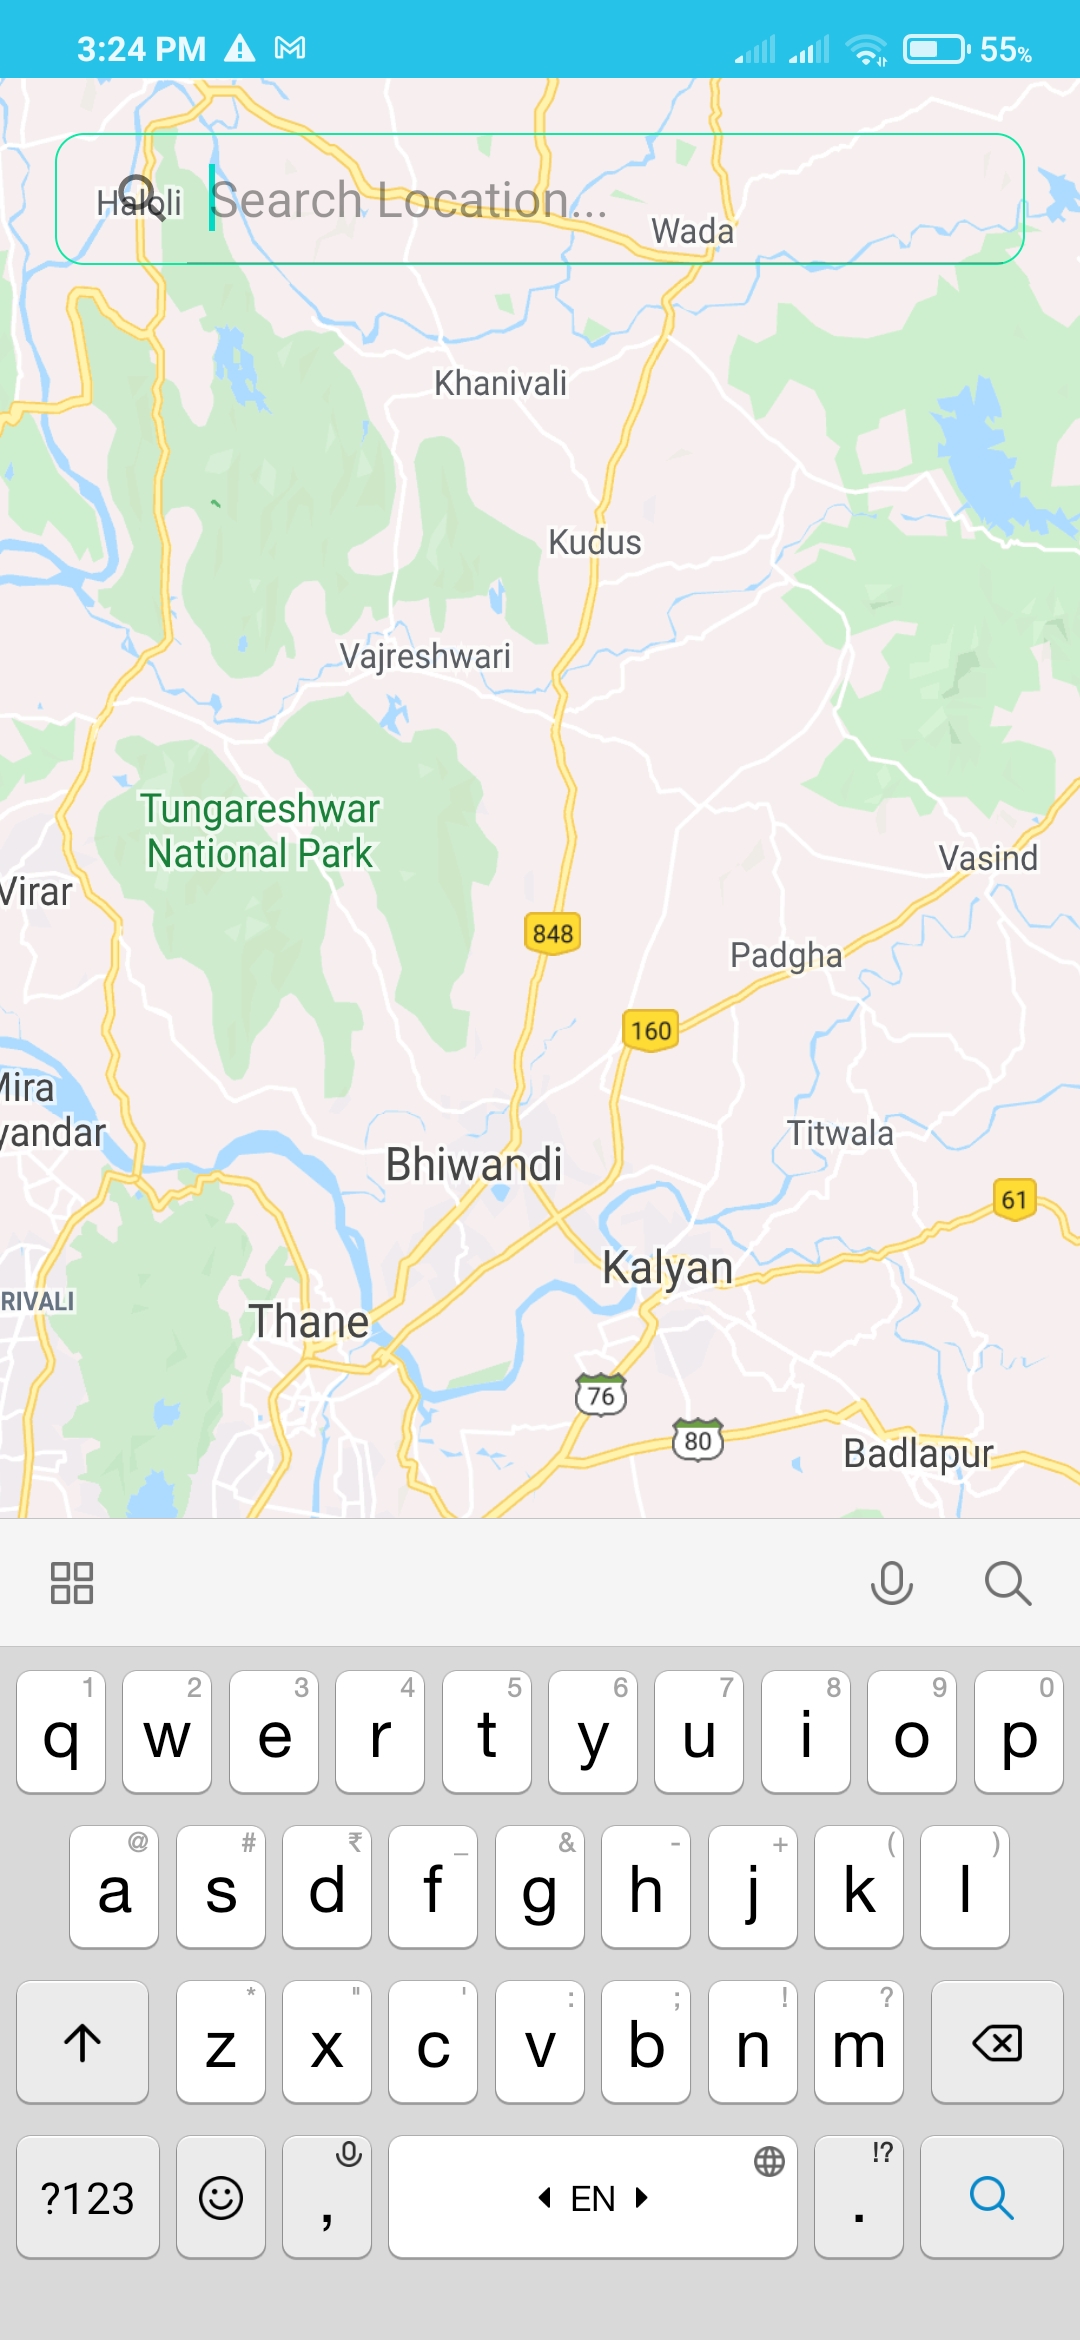 3:24 PM
55%
Haloli
Search Location...
Wada
Khanivali
Kudus
Vajreshwari
Tungareshwar
National Park
Vasind
Virar
848
Padgha
160
Mira
yandar
Titwala
Bhiwandi
61
Kalyan
RIVALI
Thane
76
80
Badlapur
1 2 3 4 5 6 7 8 9 0
q w e r t y u i o p
@ # ₹ _ & - + ( )
a s d f g h j k l
* " ' : ; ! ?
z x c v b n m
!?
?123 , EN .